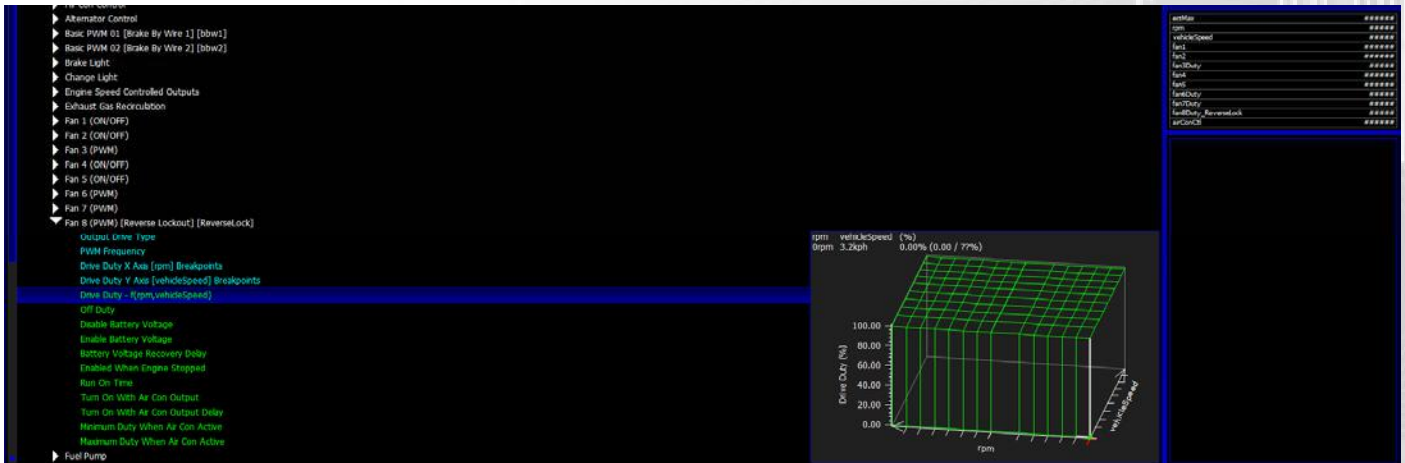 Air Con Control
Alternator Control
Basic PWM 01 [Brake By Wire 1] [bbw1]
Basic PWM 02 [Brake By Wire 2] [bbw2]
Brake Light
Change Light
Engine Speed Controlled Outputs
Exhaust Gas Recirculation
Fan 1 (ON/OFF)
Fan 2 (ON/OFF)
Fan 3 (PWM)
Fan 4 (ON/OFF)
Fan 5 (ON/OFF)
Fan 6 (PWM)
Fan 7 (PWM)
Fan 8 (PWM) [Reverse Lockout] [ReverseLock]
Output Drive Type
PWM Frequency
Drive Duty X Axis [rpm] Breakpoints
Drive Duty Y Axis [vehicleSpeed] Breakpoints
Drive Duty - f(rpm,vehicleSpeed)
Off Duty
Disable Battery Voltage
Enable Battery Voltage
Battery Voltage Recovery Delay
Enabled When Engine Stopped
Run On Time
Turn On With Air Con Output
Turn On With Air Con Output Delay
Minimum Duty When Air Con Active
Maximum Duty When Air Con Active
Fuel Pump
rpm vehicleSpeed (%)
0rpm 3.2kph 0.00% (0.00 / ??%)
100.00
80.00
60.00
40.00
20.00
0.00
Drive Duty (%)
rpm
vehicleSpeed
ectMax ######
rpm ######
vehicleSpeed ######
fan1 ######
fan2 ######
fan3Duty #####
fan4 ######
fan5 ######
fan6Duty #####
fan7Duty #####
fan8Duty_ReverseLock #####
airConCtl ######